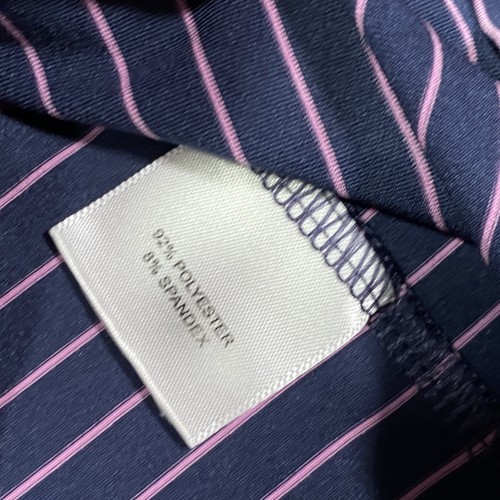 92% POLYESTER
8% SPANDEX